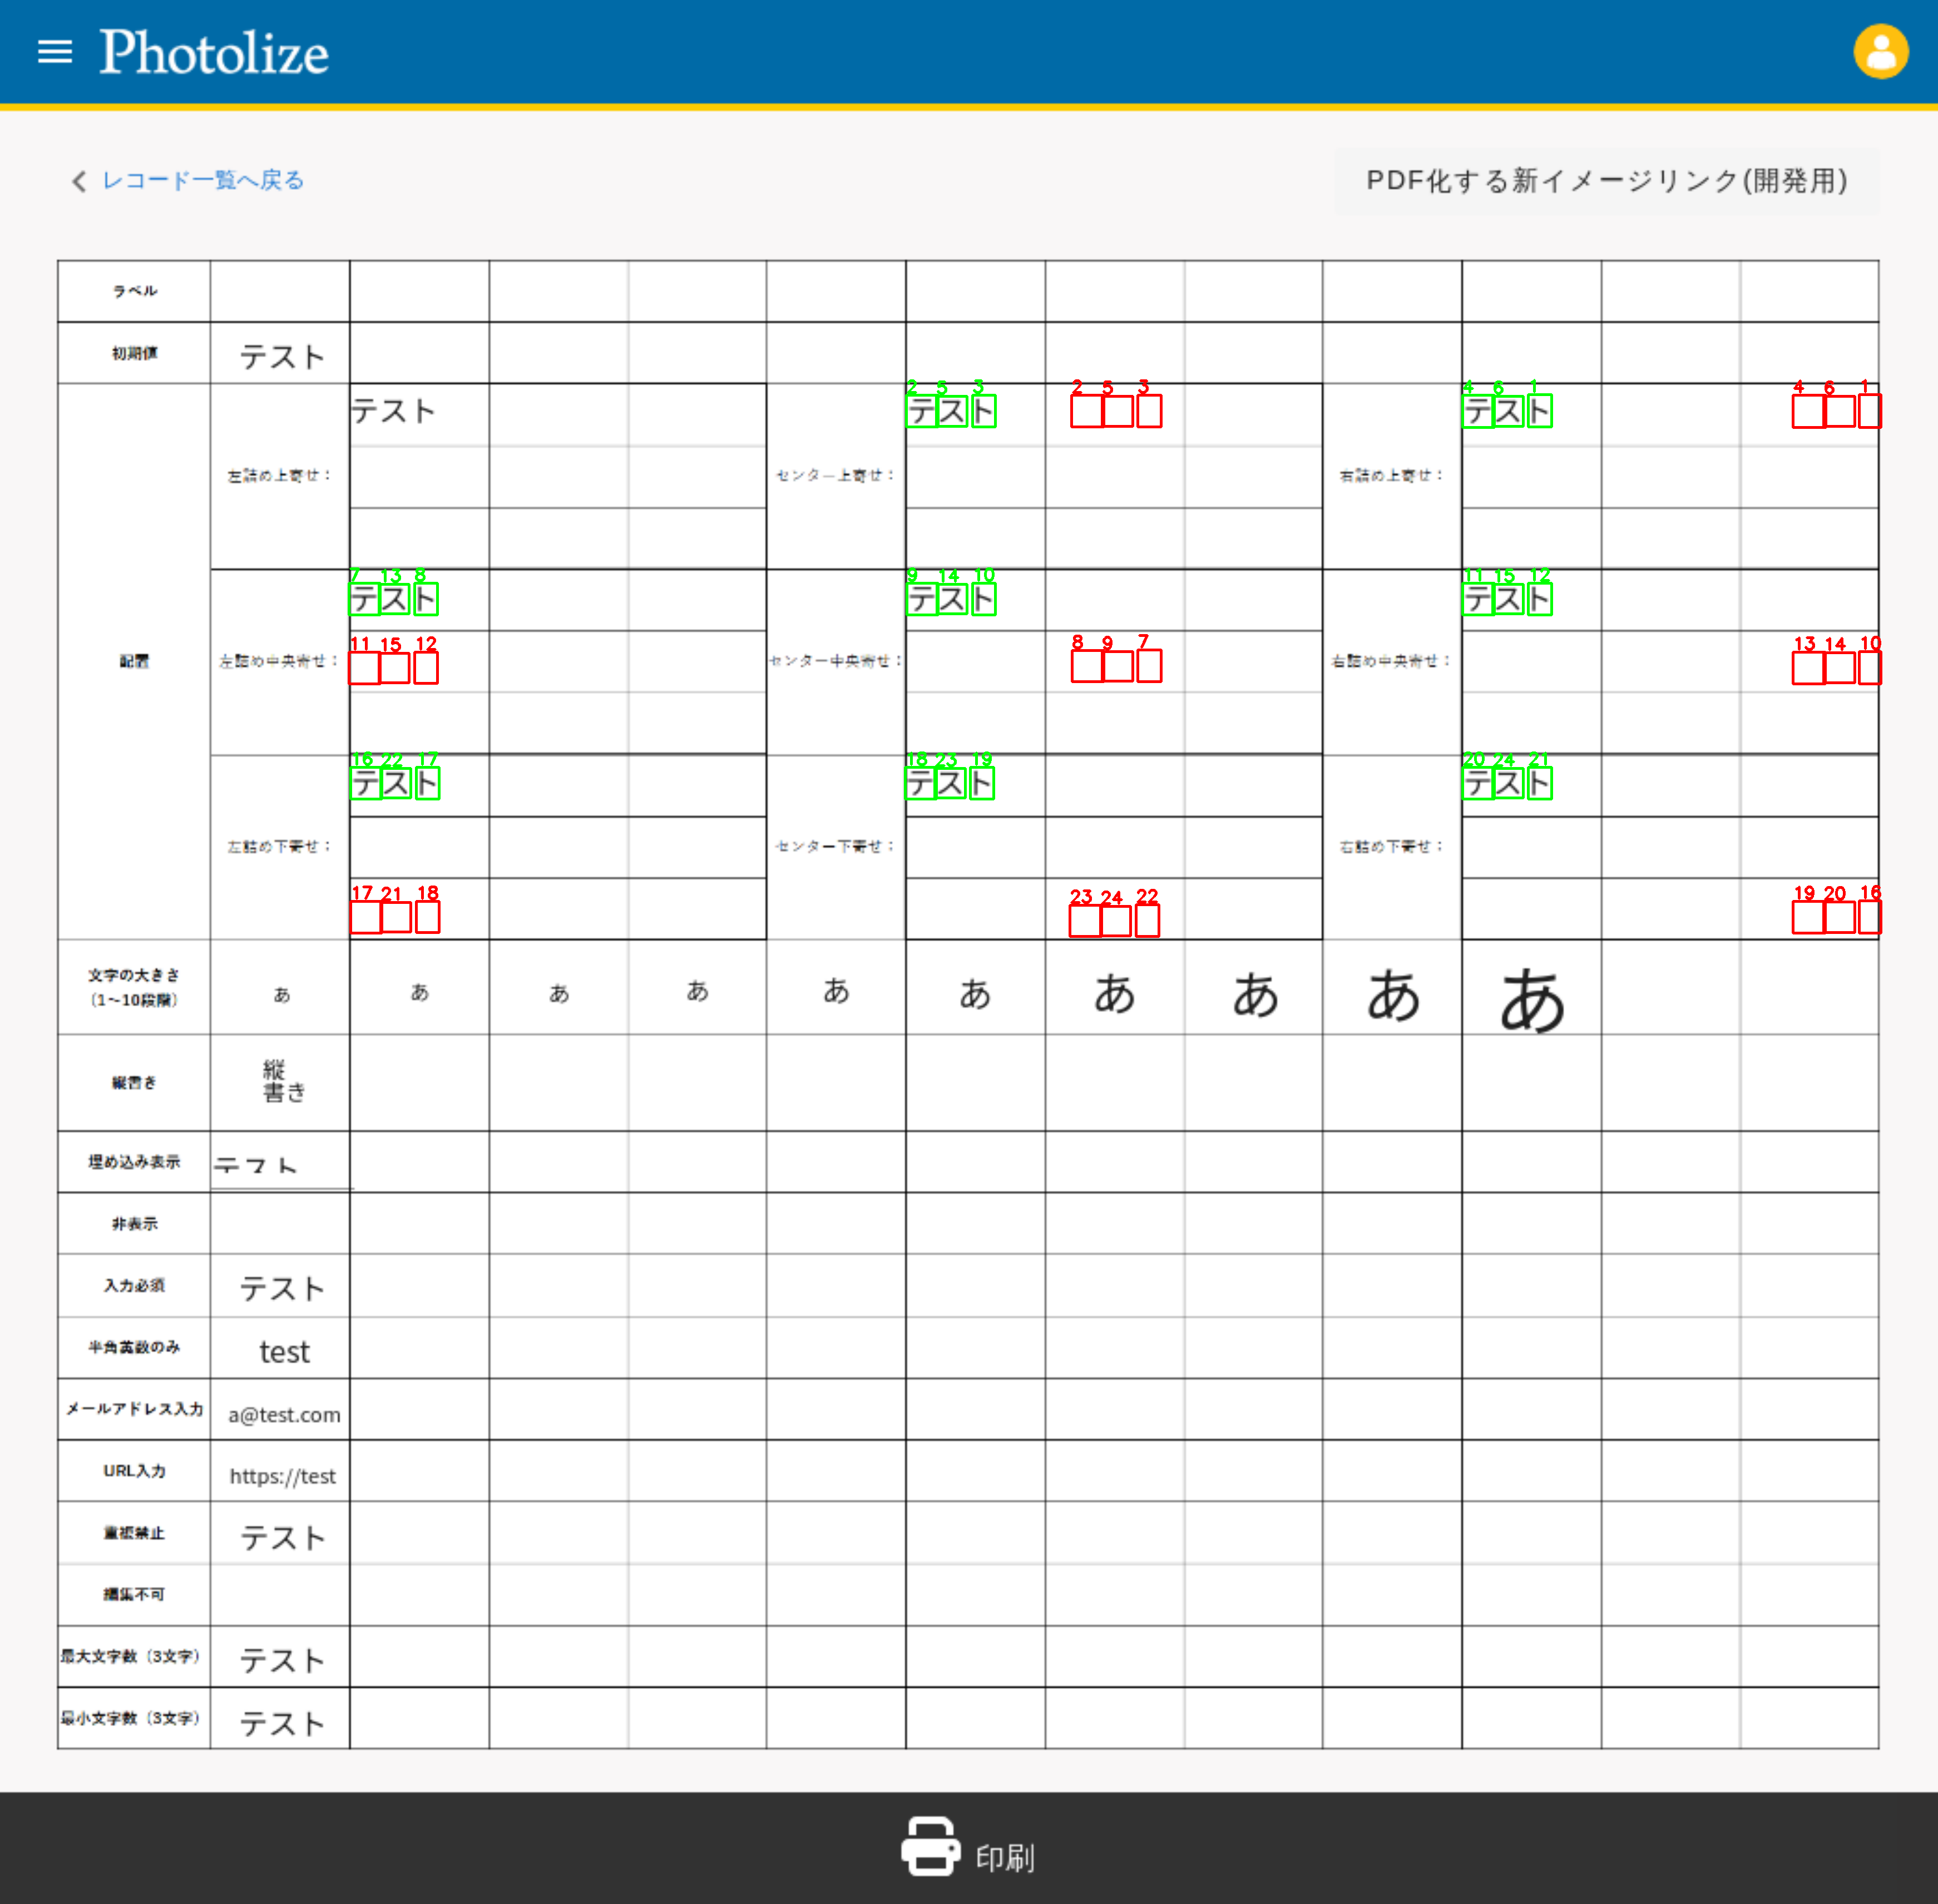 Photolize
レコード一覧へ戻る
PDF化する新イメージリンク(開発用)
ラベル
初期値 テスト
テスト
2 5 3
テスト
2 5 3
4 6 1
テスト
4 6 1
左詰め上寄せ：
センター上寄せ：
右詰め上寄せ：
配置
7 13 8
テスト
9 14 10
テスト
11 15 12
テスト
左詰め中央寄せ：
11 15 12
センター中央寄せ：
8 9 7
右詰め中央寄せ：
13 14 10
16 22 17
テスト
18 23 19
テスト
20 24 21
テスト
左詰め下寄せ：
センター下寄せ：
右詰め下寄せ：
17 21 18
23 24 22
19 20 16
文字の大きさ
（1～10段階）
あ あ あ あ あ あ あ あ あ あ
縦書き
縦
書き
埋め込み表示 テスト
非表示
入力必須 テスト
半角英数のみ test
メールアドレス入力 a@test.com
URL入力 https://test
重複禁止 テスト
編集不可
最大文字数（3文字） テスト
最小文字数（3文字） テスト
印刷